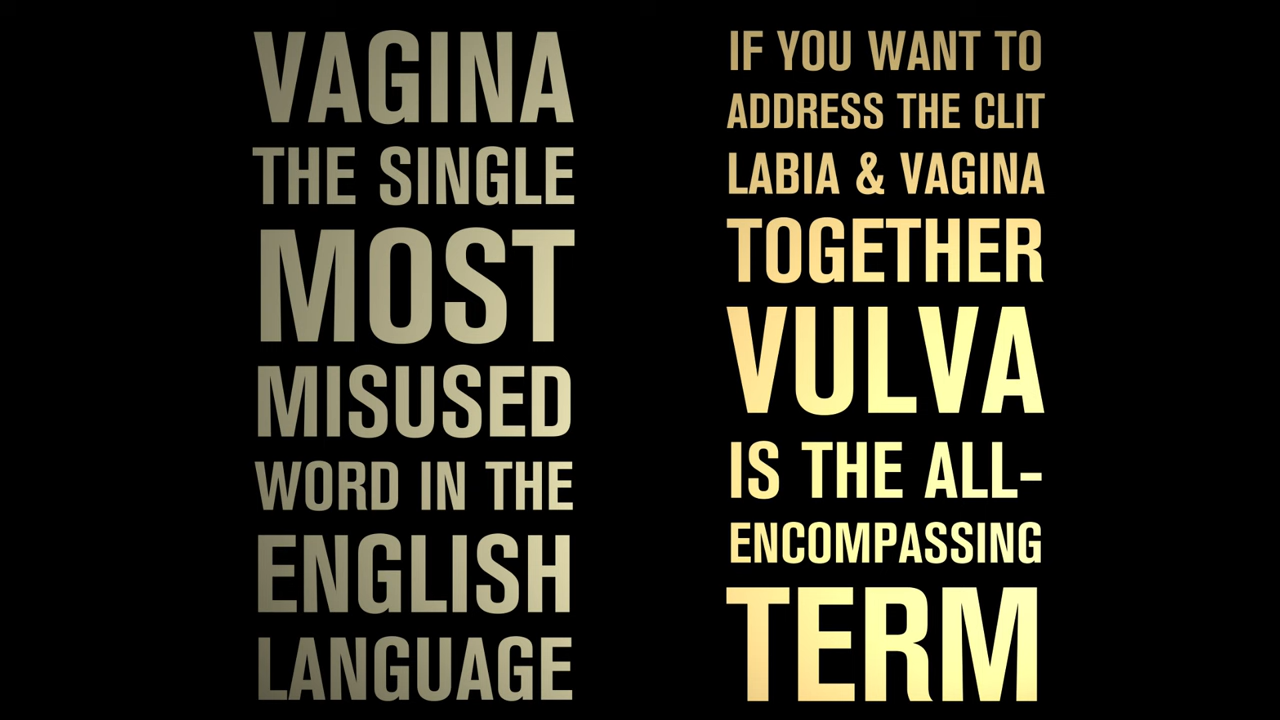 VAGINA
THE SINGLE
MOST
MISUSED
WORD IN THE
ENGLISH
LANGUAGE
IF YOU WANT TO
ADDRESS THE CLIT
LABIA & VAGINA
TOGETHER
VULVA
IS THE ALL-
ENCOMPASSING
TERM